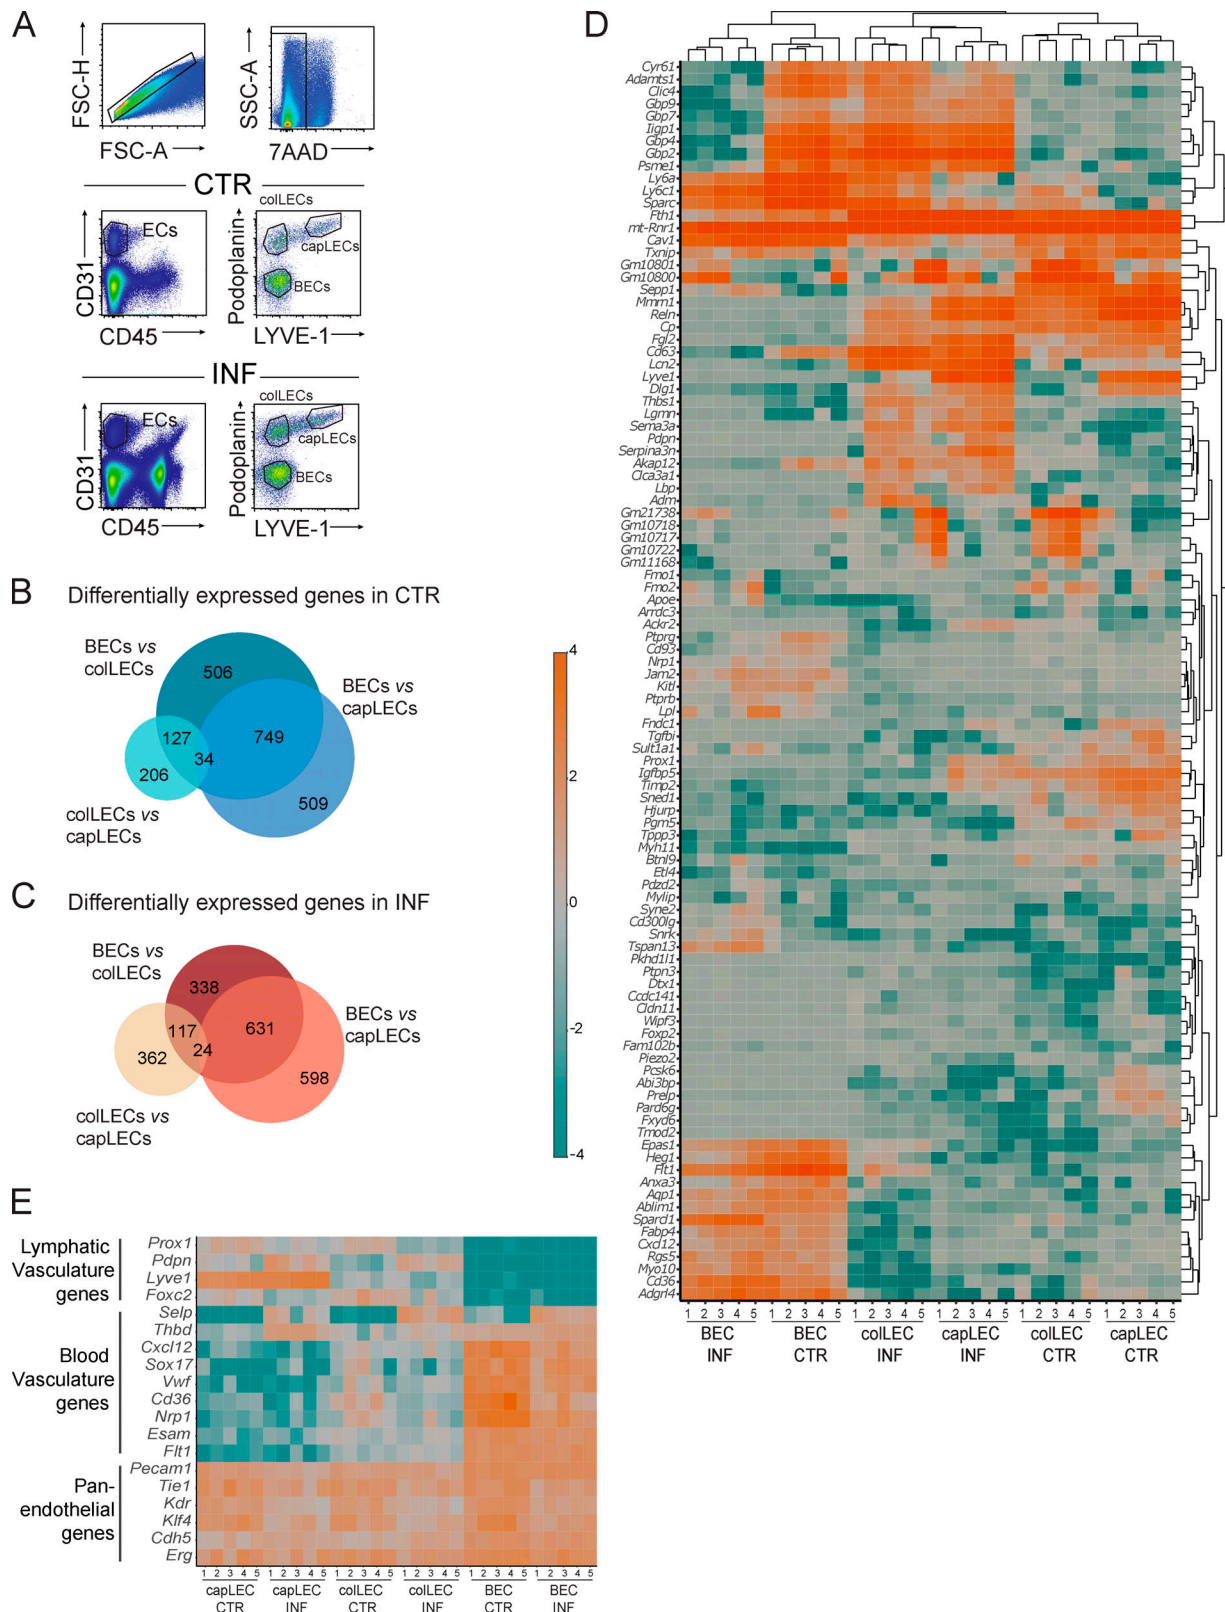 A
FSC-H
FSC-A
SSC-A
7AAD
CTR
CD31
ECs
CD45
Podoplanin
colLECs
capLECs
BECs
LYVE-1
INF
CD31
ECs
CD45
Podoplanin
colLECs
capLECs
BECs
LYVE-1
B Differentially expressed genes in CTR
BECs vs
colLECs
506
BECs vs
capLECs
127
749
34
206
509
colLECs vs
capLECs
C Differentially expressed genes in INF
BECs vs
colLECs
338
BECs vs
capLECs
117
631
24
362
598
colLECs vs
capLECs
4
2
0
-2
-4
D
Cyr61
Adamts1
Clic4
Gbp9
Gbp7
Iigp1
Gbp4
Gbp2
Psme1
Ly6a
Ly6c1
Sparc
Fth1
mt-Rnr1
Cav1
Txnip
Gm10801
Gm10800
Sepp1
Mmrn1
Reln
Cp
Fgl2
Cd63
Lcn2
Lyve1
Dlg1
Thbs1
Lgmn
Sema3a
Pdpn
Serpina3n
Akap12
Clca3a1
Lbp
Adm
Gm21738
Gm10718
Gm10717
Gm10722
Gm11168
Fmo1
Fmo2
Apoe
Arrdc3
Ackr2
Ptprg
Cd93
Nrp1
Jam2
Kitl
Ptprb
Lpl
Fndc1
Tgfbi
Sult1a1
Prox1
Igfbp5
Timp2
Sned1
Hjurp
Pgm5
Tppp3
Myh11
Btnl9
Etl4
Pdzd2
Mylip
Syne2
Cd300lg
Snrk
Tspan13
Pkhd1l1
Ptpn3
Dtx1
Ccdc141
Cldn11
Wipf3
Foxp2
Fam102b
Piezo2
Pcsk6
Abi3bp
Prelp
Pard6g
Fxyd6
Tmod2
Epas1
Heg1
Flt1
Anxa3
Aqp1
Ablim1
Sparcl1
Fabp4
Cxcl12
Rgs5
Myo10
Cd36
Adgrl4
1 2 3 4 5 1 2 3 4 5 1 2 3 4 5 1 2 3 4 5 1 2 3 4 5 1 2 3 4 5
BEC BEC colLEC capLEC colLEC capLEC
INF CTR INF INF CTR CTR
E
Lymphatic
Vasculature
genes
Prox1
Pdpn
Lyve1
Foxc2
Blood
Vasculature
genes
Selp
Thbd
Cxcl12
Sox17
Vwf
Cd36
Nrp1
Esam
Flt1
Pan-
endothelial
genes
Pecam1
Tie1
Kdr
Klf4
Cdh5
Erg
1 2 3 4 5 1 2 3 4 5 1 2 3 4 5 1 2 3 4 5 1 2 3 4 5 1 2 3 4 5
capLEC capLEC colLEC colLEC BEC BEC
CTR INF CTR INF CTR INF